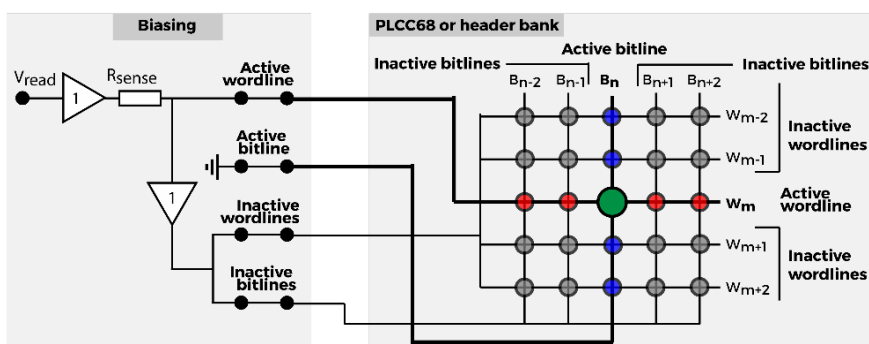 Biasing
PLCC68 or header bank
Active bitline
Inactive bitlines
Inactive bitlines
Bn-2 Bn-1 Bn Bn+1 Bn+2
Vread
Rsense
1
Active
wordline
Active
bitline
1
Inactive
wordlines
Inactive
bitlines
Wm-2
Wm-1
Inactive
wordlines
Wm
Active
wordline
Wm+1
Wm+2
Inactive
wordlines